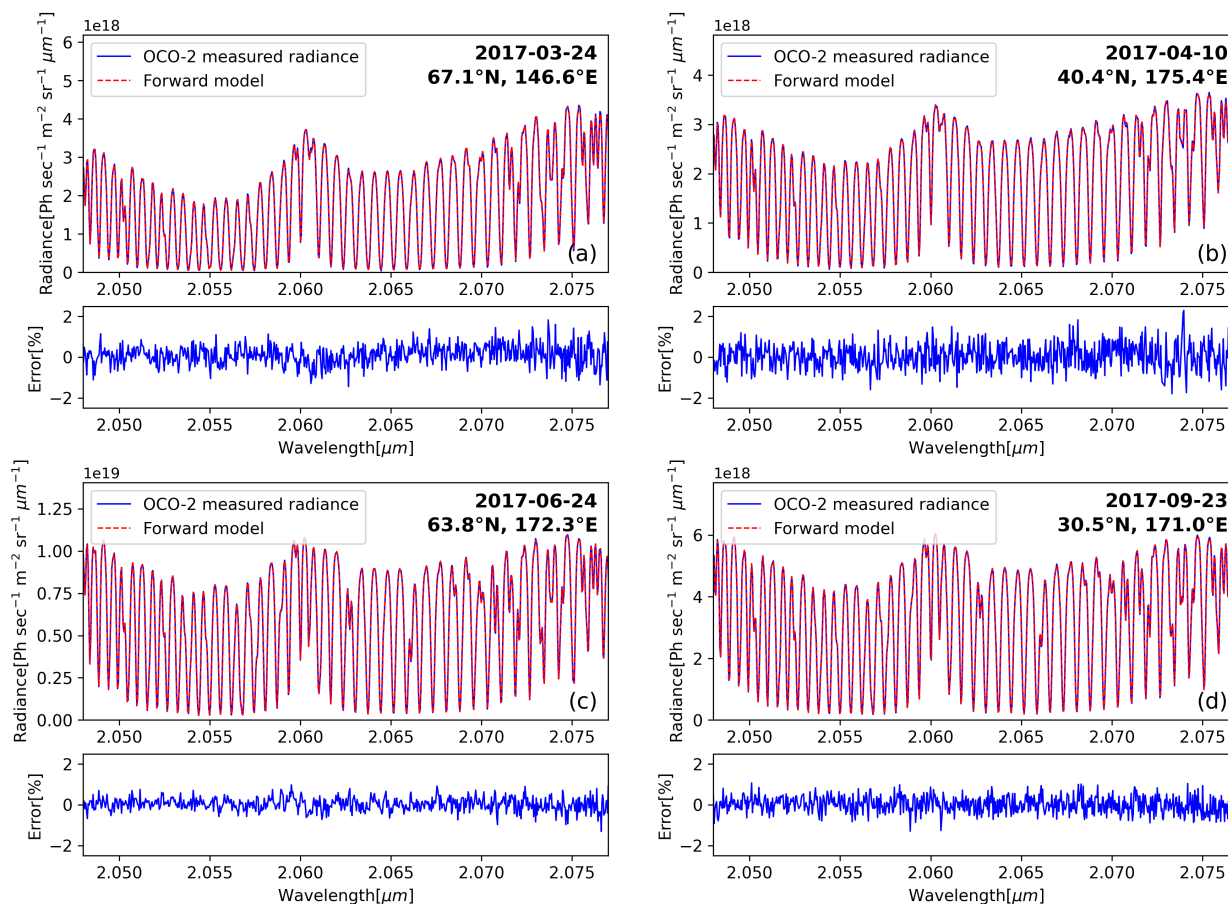 1e18
OCO-2 measured radiance
Forward model
2017-03-24
67.1°N, 146.6°E
(a)
Radiance[Ph sec⁻¹ m⁻² sr⁻¹ μm⁻¹]
6
5
4
3
2
1
0
2.050 2.055 2.060 2.065 2.070 2.075
Error[%]
2
0
−2
2.050 2.055 2.060 2.065 2.070 2.075
Wavelength[μm]
1e18
OCO-2 measured radiance
Forward model
2017-04-10
40.4°N, 175.4°E
(b)
Radiance[Ph sec⁻¹ m⁻² sr⁻¹ μm⁻¹]
4
3
2
1
0
2.050 2.055 2.060 2.065 2.070 2.075
Error[%]
2
0
−2
2.050 2.055 2.060 2.065 2.070 2.075
Wavelength[μm]
1e19
OCO-2 measured radiance
Forward model
2017-06-24
63.8°N, 172.3°E
(c)
Radiance[Ph sec⁻¹ m⁻² sr⁻¹ μm⁻¹]
1.25
1.00
0.75
0.50
0.25
0.00
2.050 2.055 2.060 2.065 2.070 2.075
Error[%]
2
0
−2
2.050 2.055 2.060 2.065 2.070 2.075
Wavelength[μm]
1e18
OCO-2 measured radiance
Forward model
2017-09-23
30.5°N, 171.0°E
(d)
Radiance[Ph sec⁻¹ m⁻² sr⁻¹ μm⁻¹]
6
4
2
0
2.050 2.055 2.060 2.065 2.070 2.075
Error[%]
2
0
−2
2.050 2.055 2.060 2.065 2.070 2.075
Wavelength[μm]